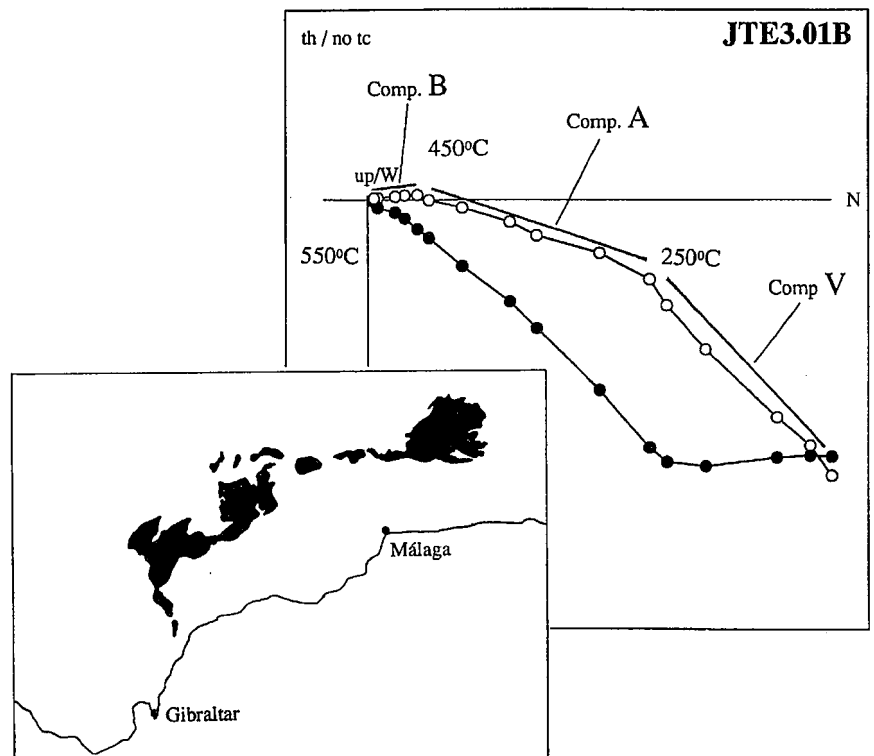 th / no tc
JTE3.01B
Comp. B
Comp. A
450ºC
up/W
N
550ºC
250ºC
Comp V
Málaga
Gibraltar